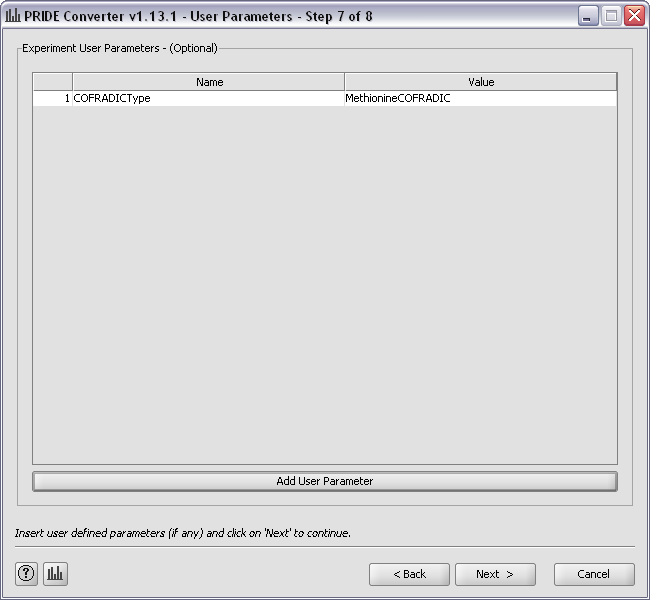 PRIDE Converter v1.13.1 - User Parameters - Step 7 of 8
Experiment User Parameters - (Optional)
Name Value
1 COFRADICType MethionineCOFRADIC
Add User Parameter
Insert user defined parameters (if any) and click on 'Next' to continue.
? < Back Next > Cancel